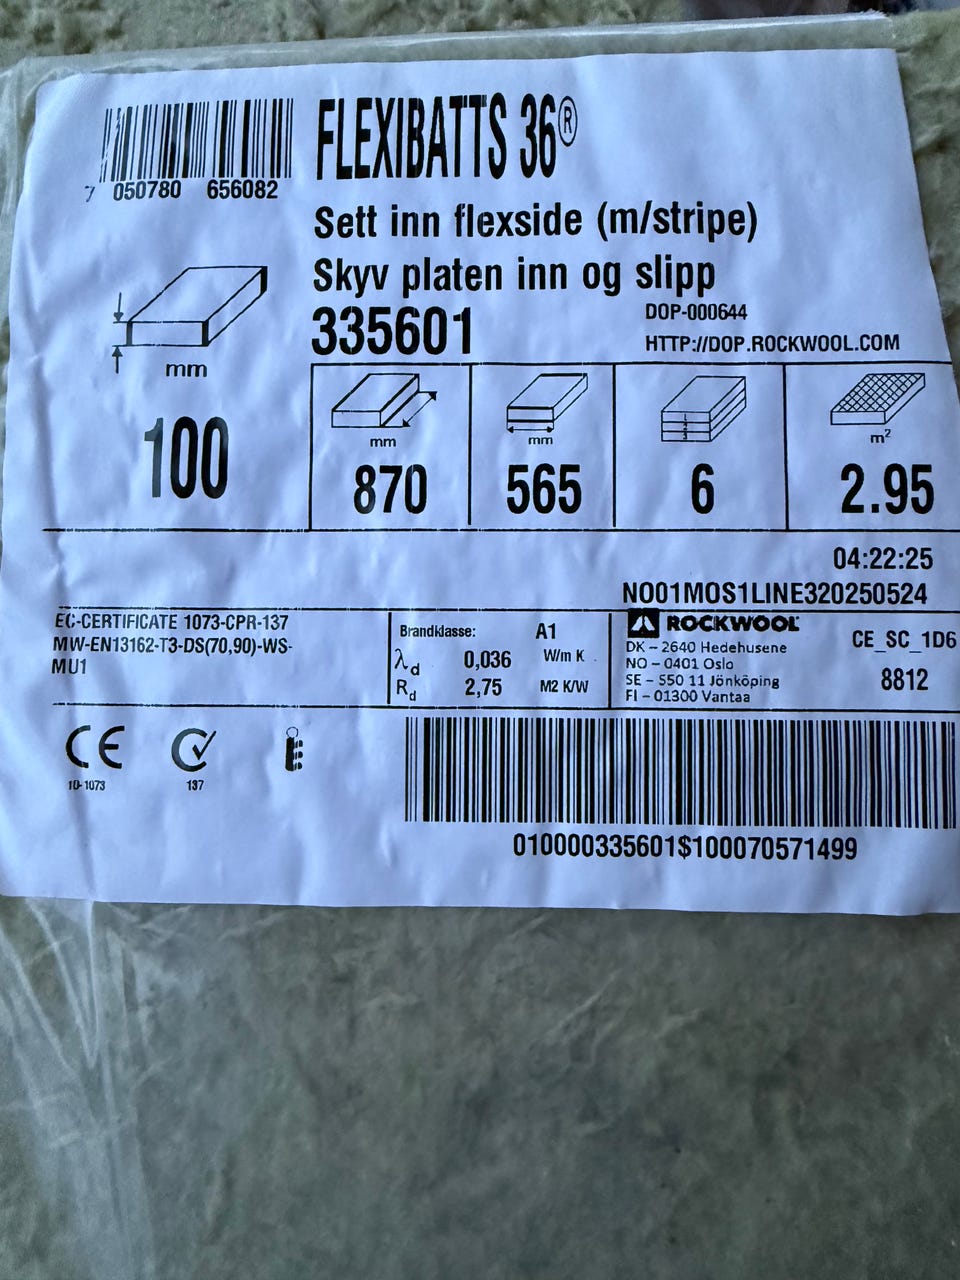 FLEXIBATTS 36®
7 050780 656082
Sett inn flexside (m/stripe)
Skyv platen inn og slipp
335601
DOP-000644
HTTP://DOP.ROCKWOOL.COM
mm
100
mm
870
mm
565
1
2
3
6
m²
2.95
04:22:25
NO01MOS1LINE320250524
EC-CERTIFICATE 1073-CPR-137
MW-EN13162-T3-DS(70,90)-WS-
MU1
Brandklasse: A1
λd 0,036 W/m K
Rd 2,75 M2 K/W
ROCKWOOL
DK – 2640 Hedehusene
NO – 0401 Oslo
SE – 550 11 Jönköping
FI – 01300 Vantaa
CE_SC_1D6
8812
CE
10-1073
137
010000335601$100070571499